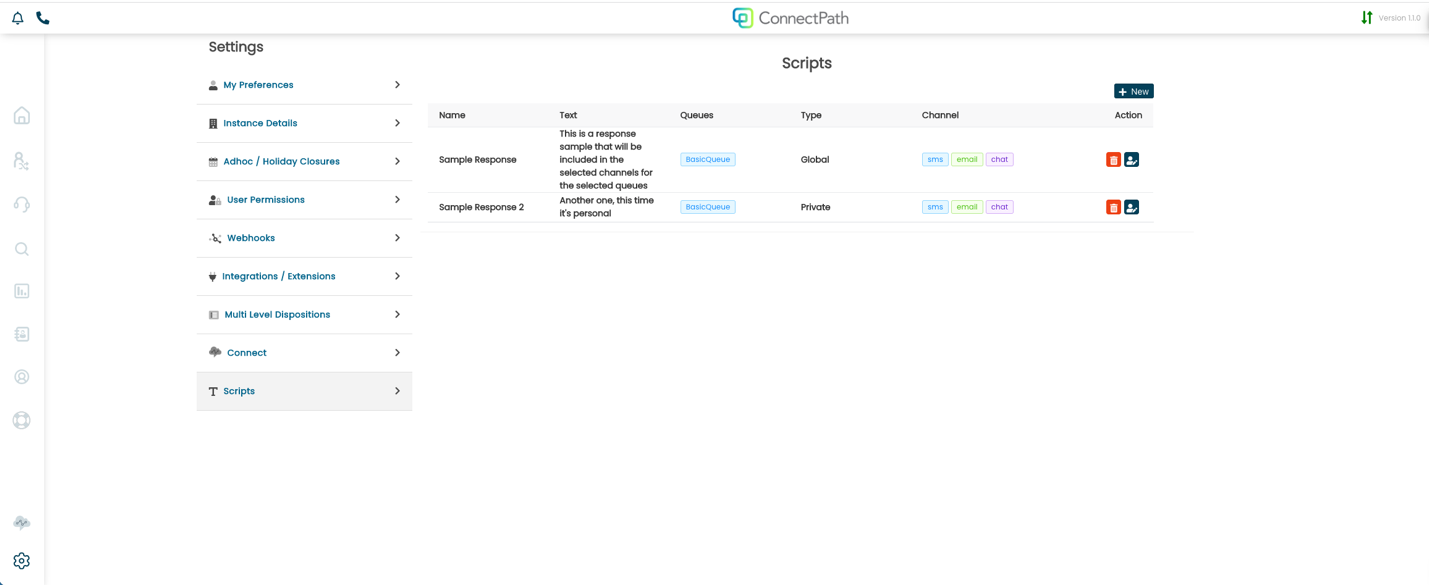 ConnectPath
Version 1.1.0
Settings
My Preferences
Instance Details
Adhoc / Holiday Closures
User Permissions
Webhooks
Integrations / Extensions
Multi Level Dispositions
Connect
Scripts
Scripts
New
Name Text Queues Type Channel Action
This is a response
sample that will be
Sample Response included in the BasicQueue Global sms email chat
selected channels for
the selected queues
Another one, this time
Sample Response 2 BasicQueue Private sms email chat
it's personal